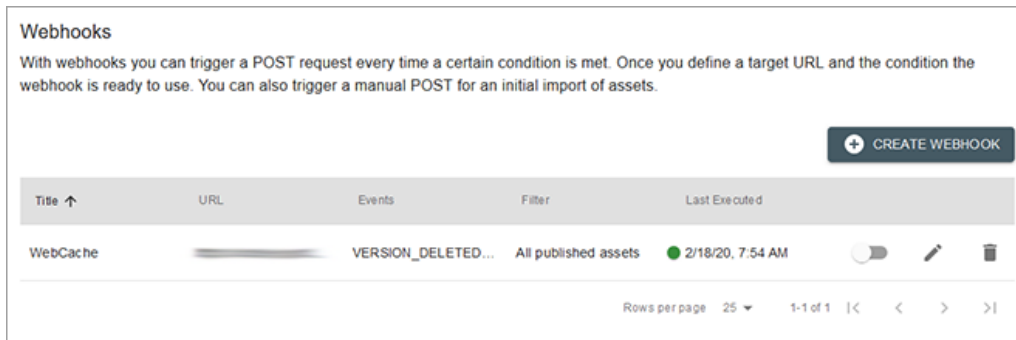 Webhooks
With webhooks you can trigger a POST request every time a certain condition is met. Once you define a target URL and the condition the
webhook is ready to use. You can also trigger a manual POST for an initial import of assets.
CREATE WEBHOOK
Title URL Events Filter Last Executed
WebCache VERSION_DELETED... All published assets 2/18/20, 7:54 AM
Rows per page 25 1-1 of 1